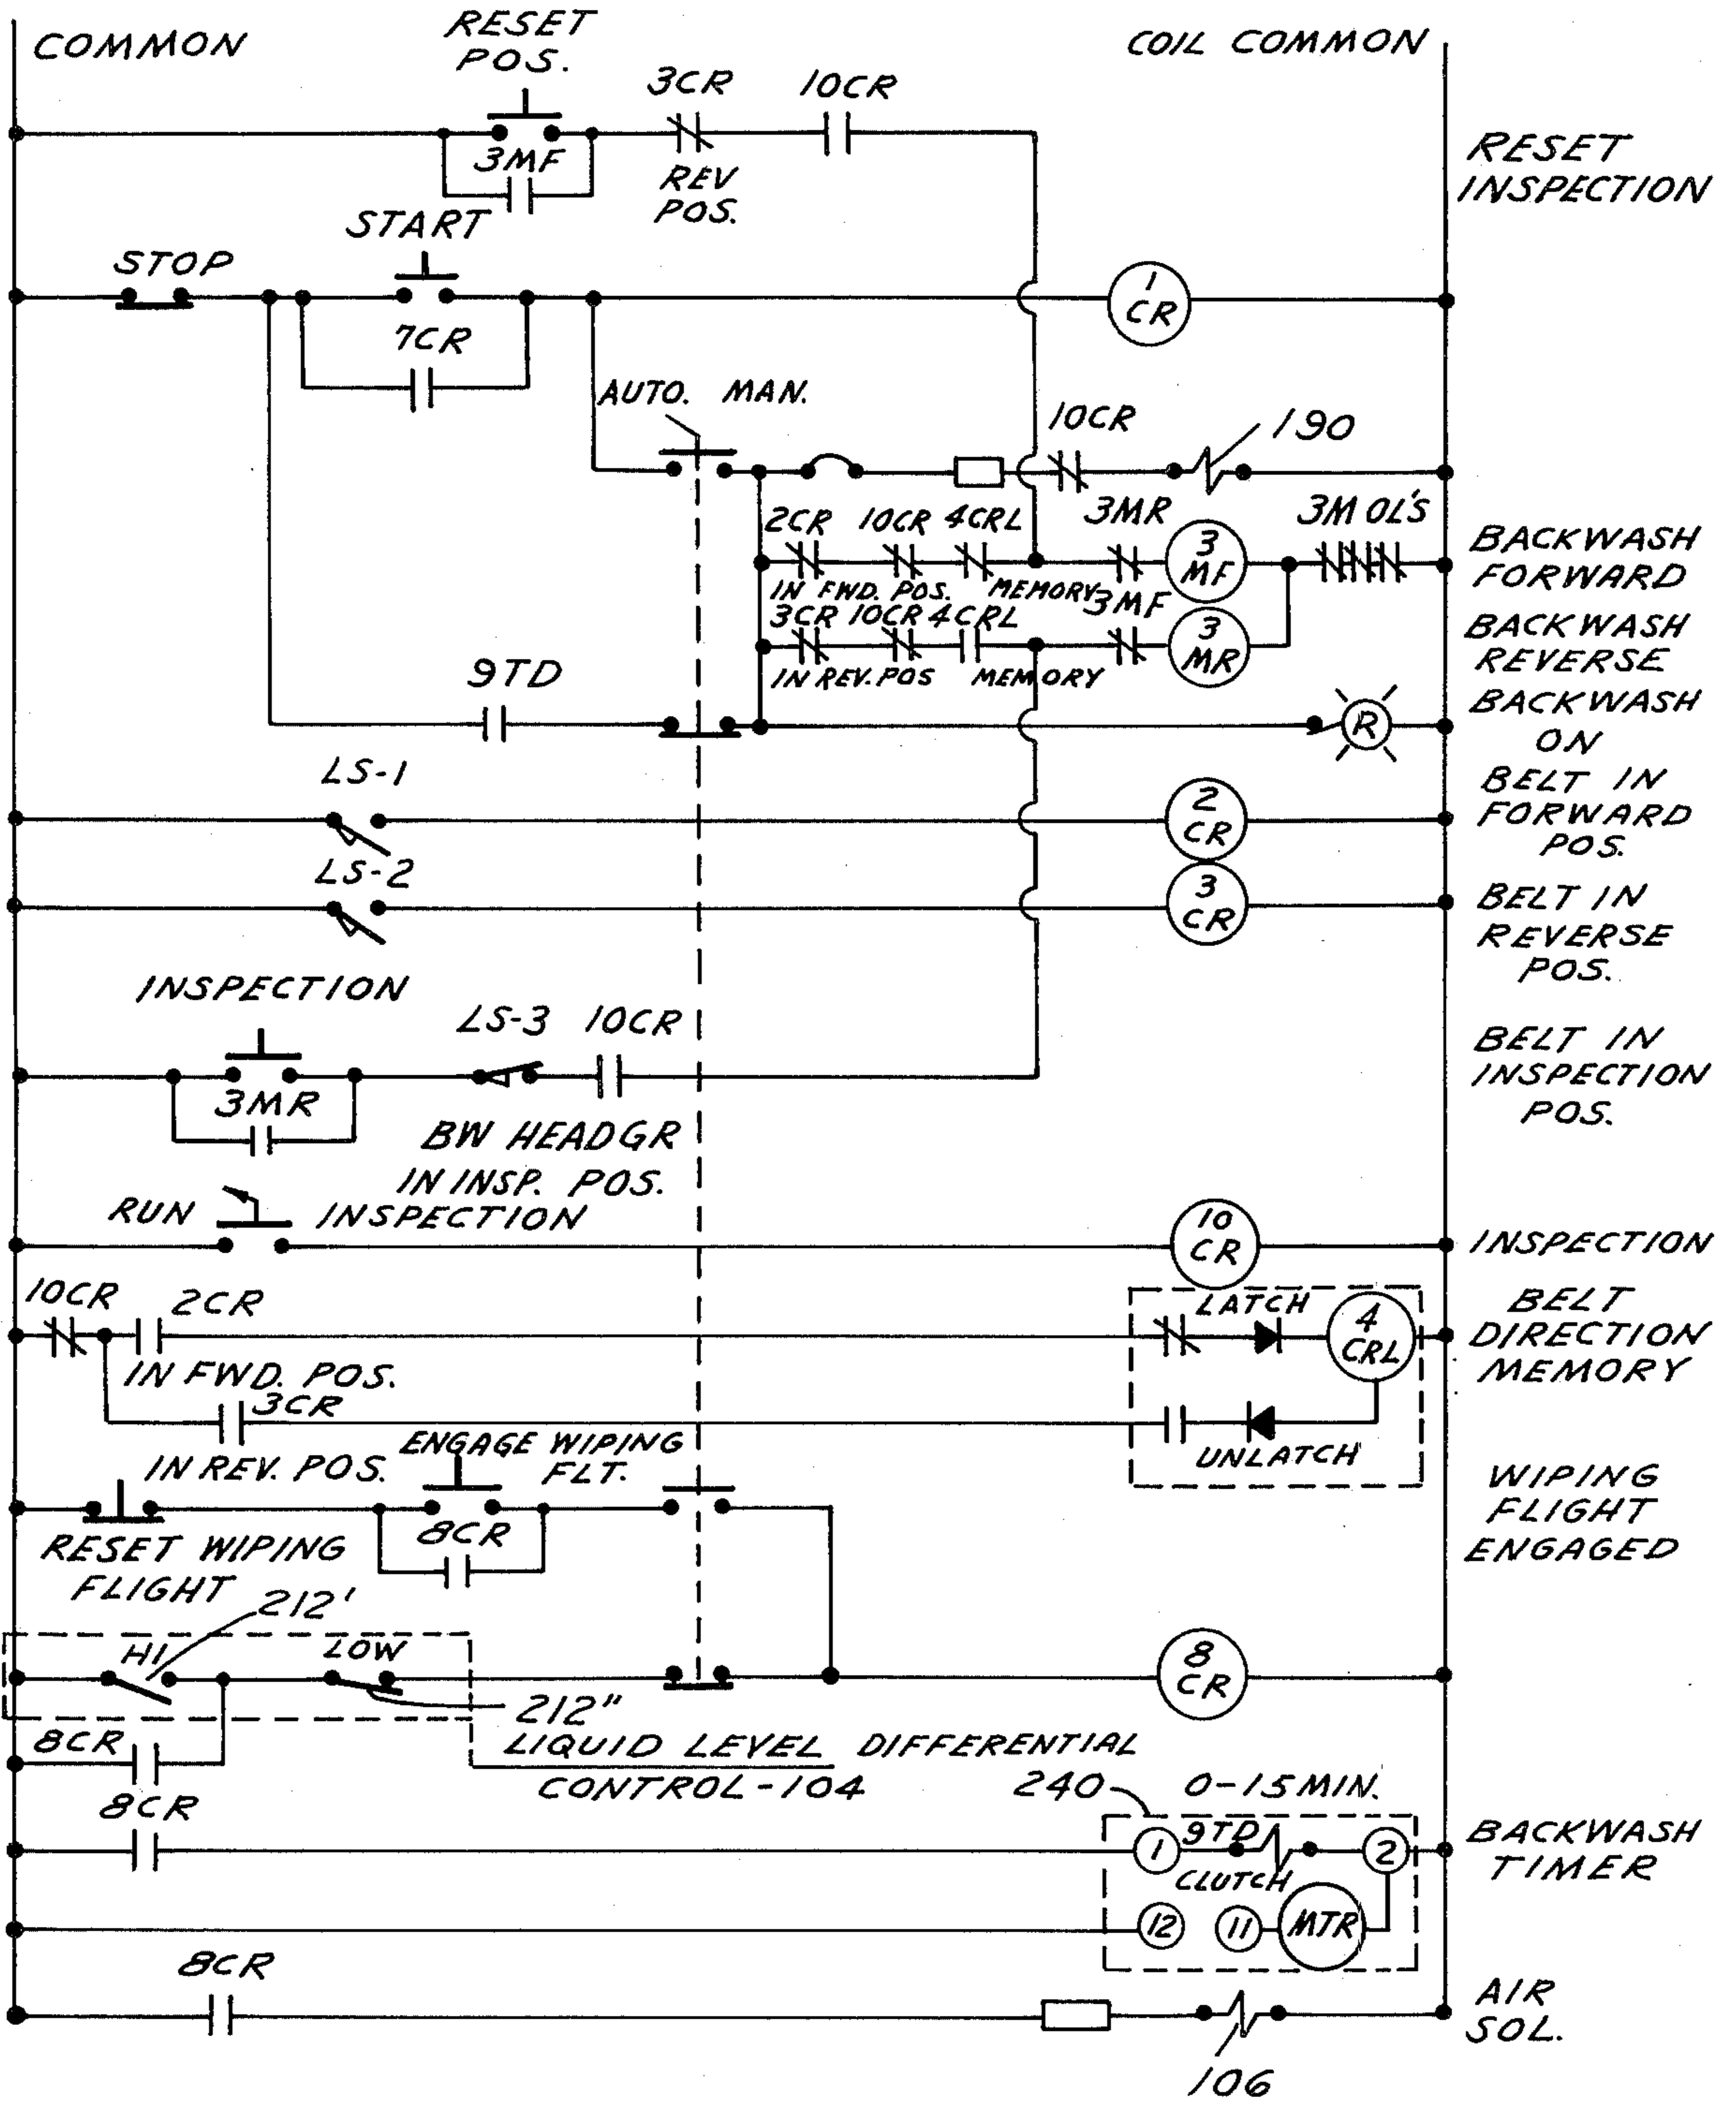 COMMON
RESET
POS.
COIL COMMON
3CR
10CR
3MF
REV
POS.
RESET
INSPECTION
START
STOP
1
CR
7CR
AUTO. MAN.
10CR
190
2CR 10CR 4CRL
3MR
3M OL'S
3
MF
BACKWASH
FORWARD
IN FWD. POS. MEMORY
3MF
3CR 10CR 4CRL
3
MR
BACKWASH
REVERSE
IN REV. POS MEMORY
9TD
R
BACKWASH
ON
LS-1
2
CR
BELT IN
FORWARD
POS.
LS-2
3
CR
BELT IN
REVERSE
POS.
INSPECTION
LS-3 10CR
3MR
BELT IN
INSPECTION
POS.
BW HEADGR
IN INSP. POS.
RUN
INSPECTION
10
CR
INSPECTION
10CR
2CR
LATCH
4
CRL
BELT
DIRECTION
MEMORY
IN FWD. POS.
3CR
UNLATCH
IN REV. POS.
ENGAGE WIPING
FLT.
8CR
WIPING
FLIGHT
ENGAGED
RESET WIPING
FLIGHT
212'
HI
LOW
8
CR
212"
8CR
LIQUID LEVEL DIFFERENTIAL
CONTROL-104
240
0-15 MIN.
8CR
1
9TD
2
CLUTCH
BACKWASH
TIMER
12
11
MTR
8CR
AIR
SOL.
106